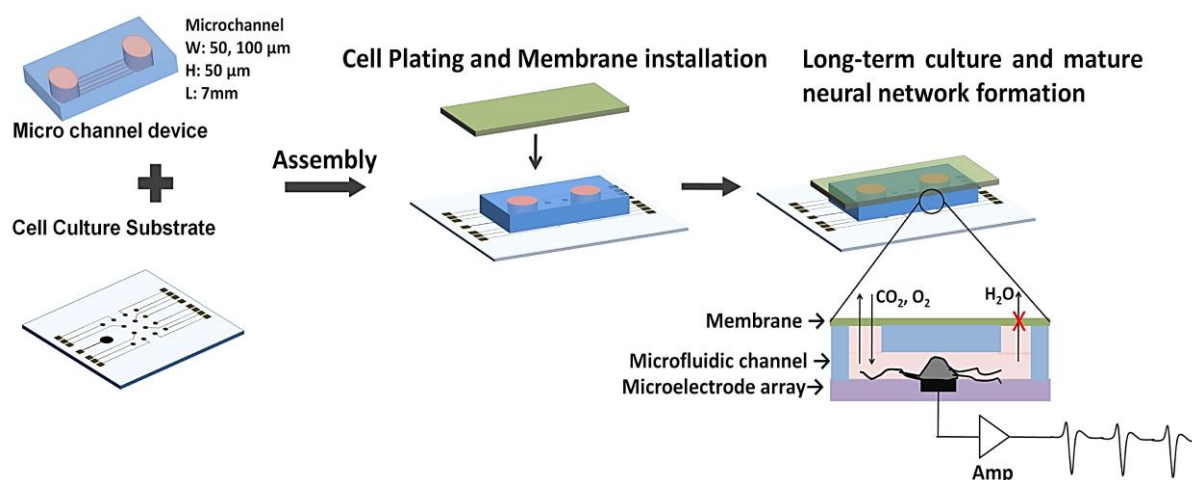 Microchannel
W: 50, 100 µm
H: 50 µm
L: 7mm
Micro channel device
Cell Culture Substrate
Assembly
Cell Plating and Membrane installation
Long-term culture and mature
neural network formation
CO2, O2
H2O
X
Membrane
Microfluidic channel
Microelectrode array
Amp